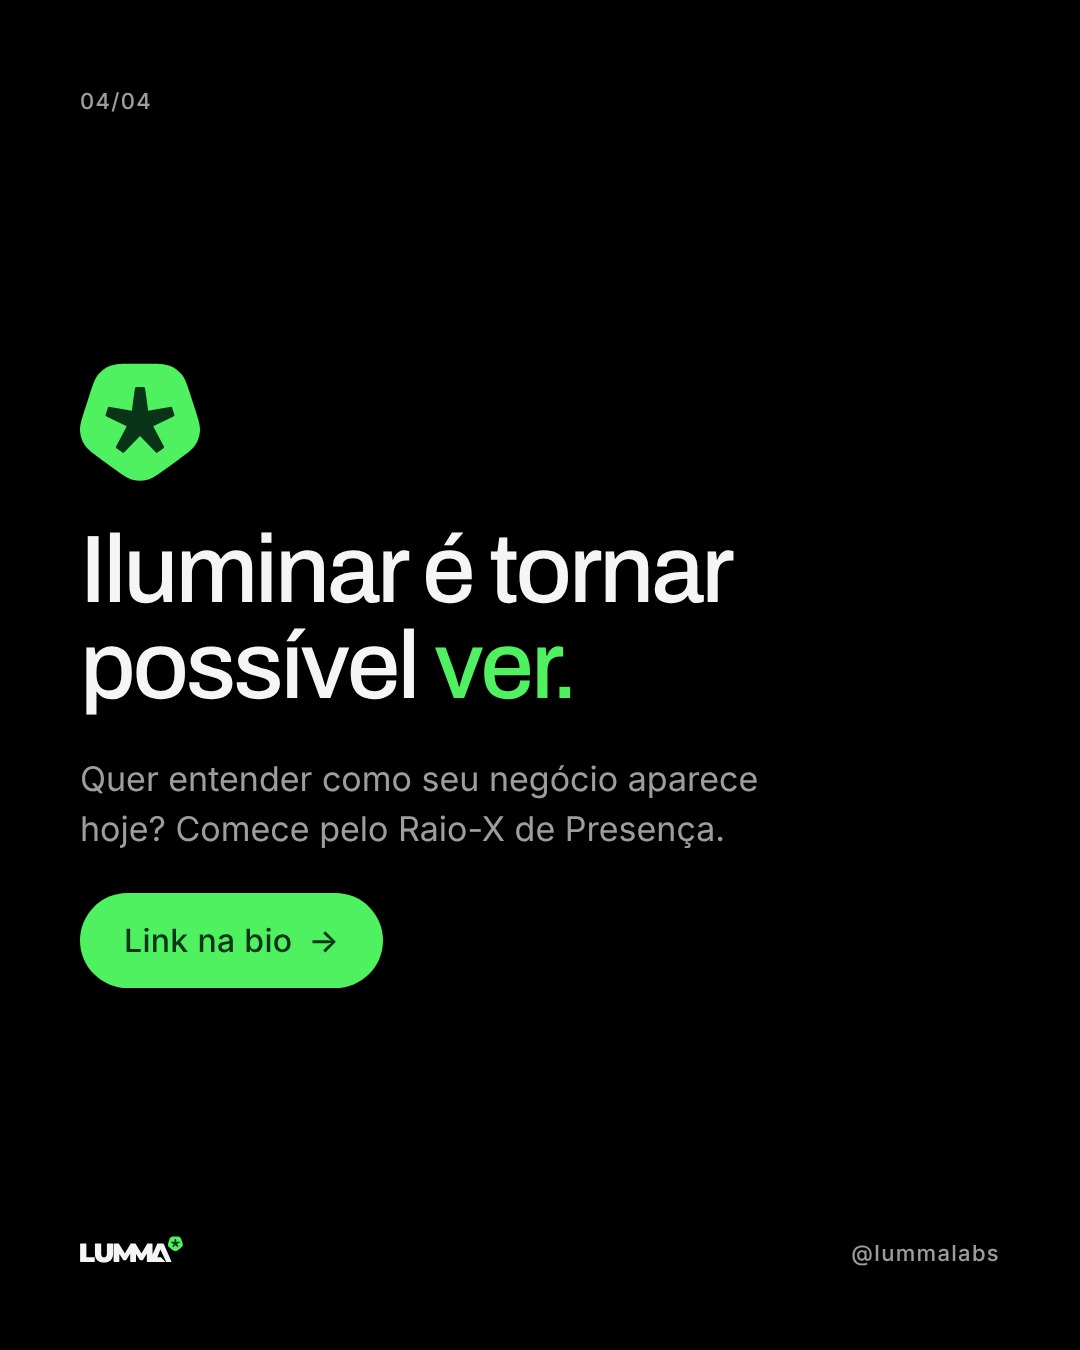 04/04
Iluminar é tornar
possível ver.
Quer entender como seu negócio aparece
hoje? Comece pelo Raio-X de Presença.
Link na bio →
LUMMA
@lummalabs